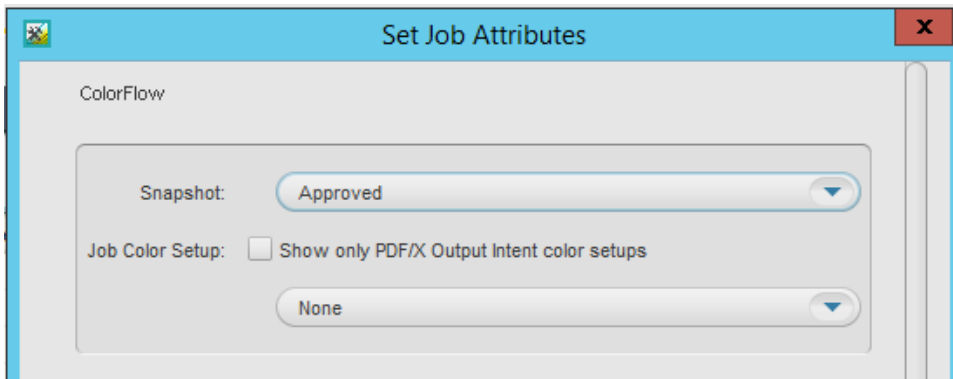 Set Job Attributes
x
ColorFlow
Snapshot: Approved
Job Color Setup: Show only PDF/X Output Intent color setups
None